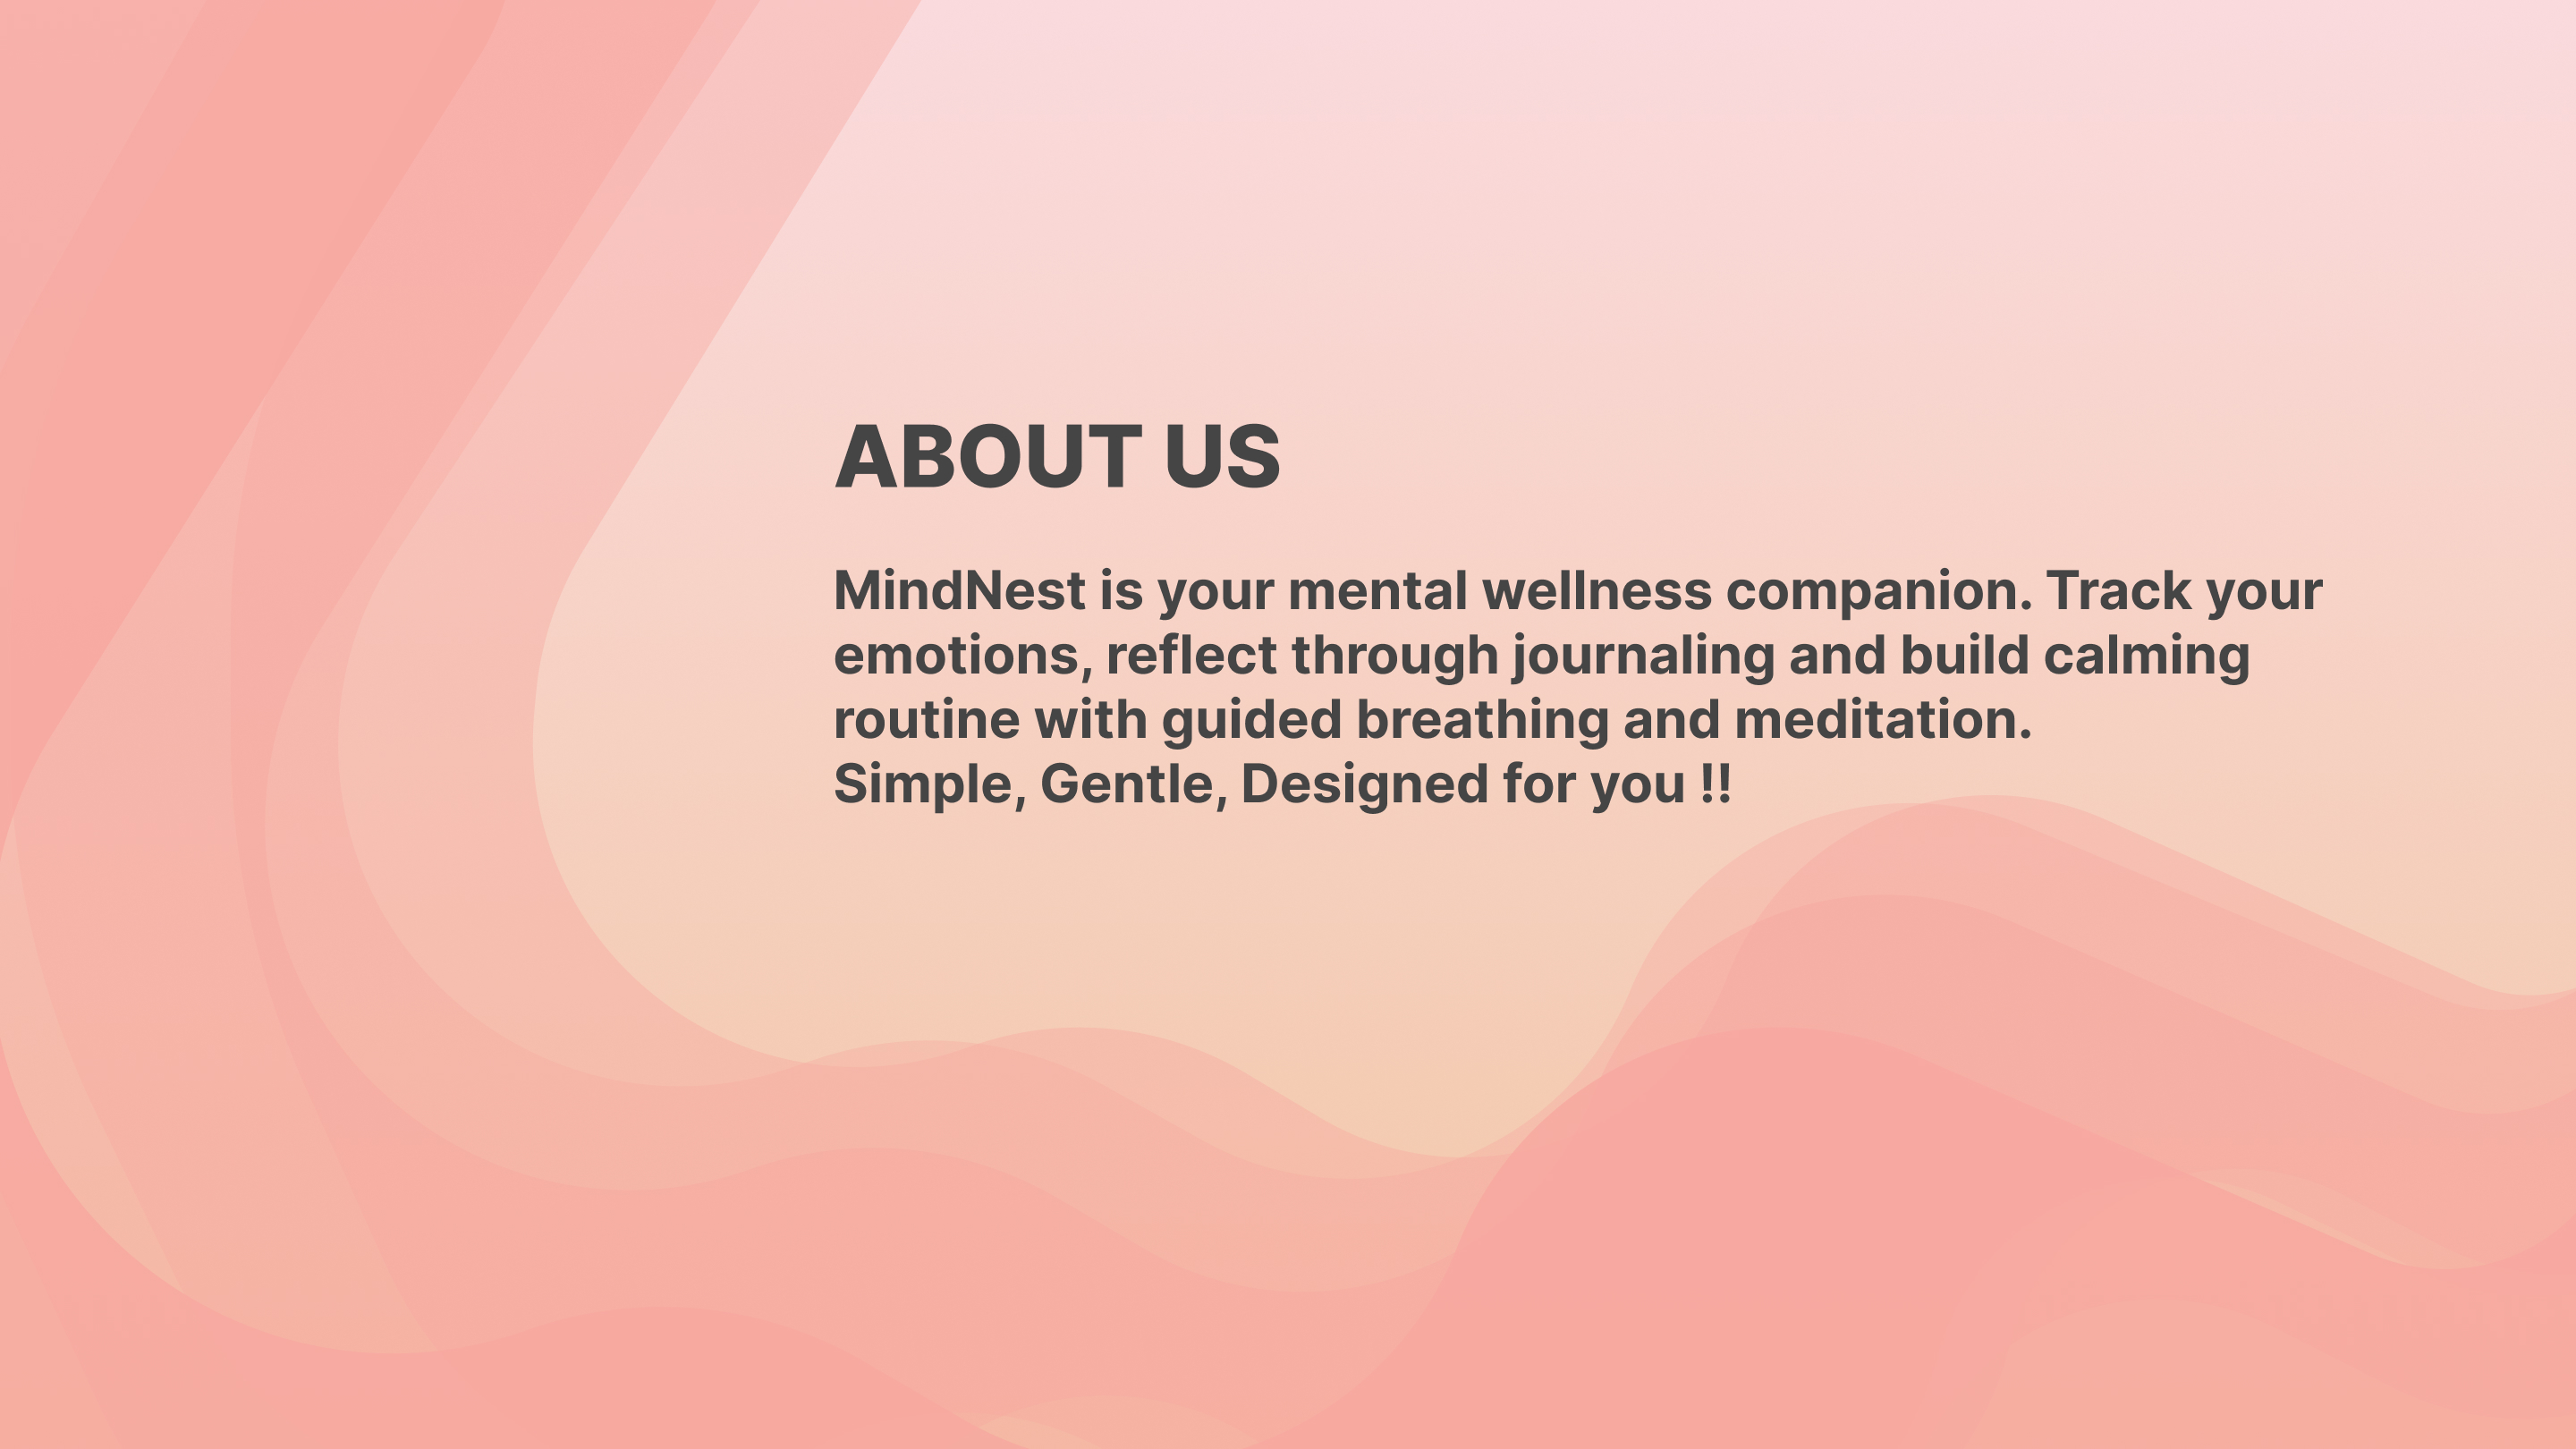 ABOUT US
MindNest is your mental wellness companion. Track your
emotions, reflect through journaling and build calming
routine with guided breathing and meditation.
Simple, Gentle, Designed for you !!